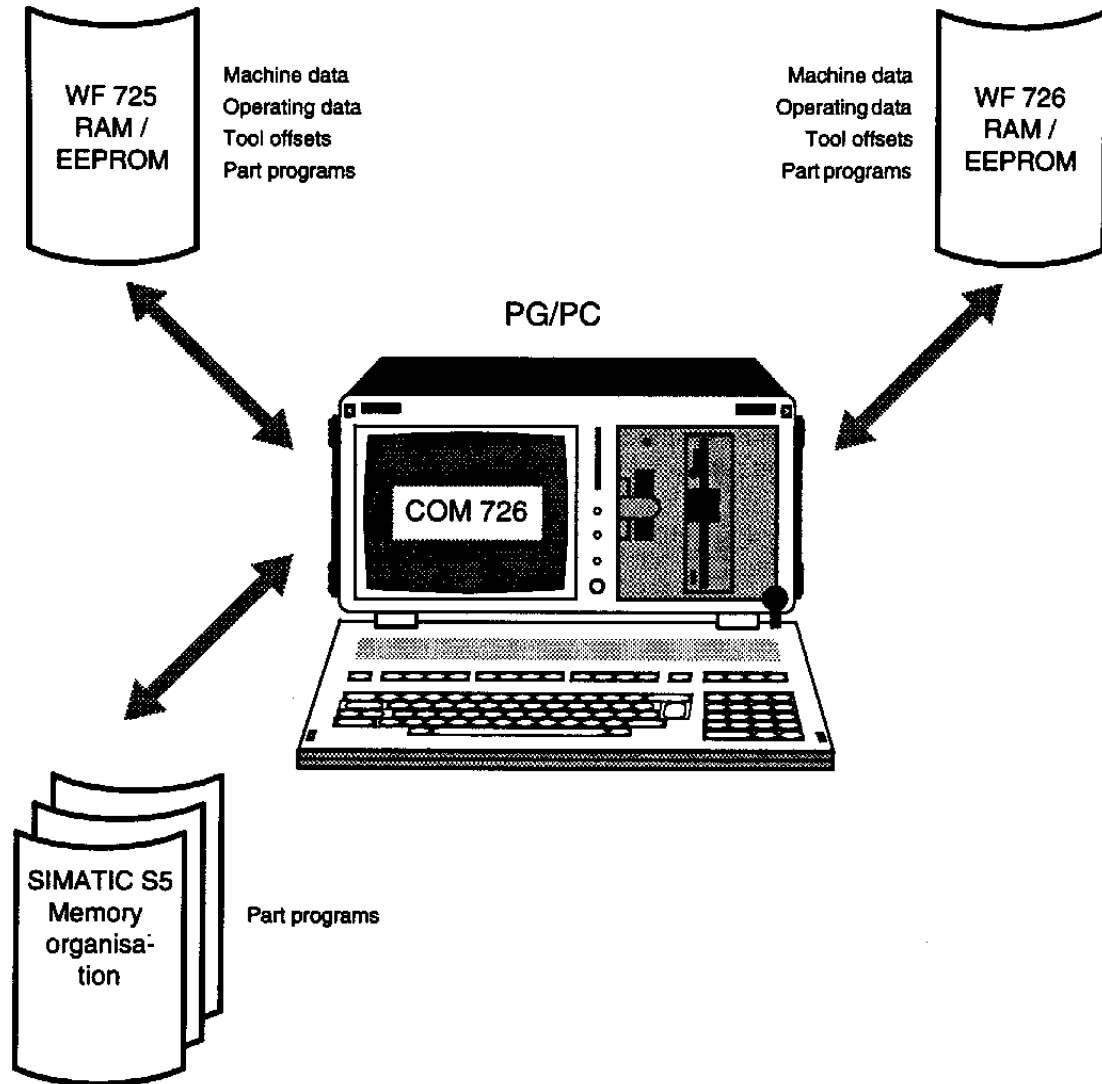 WF 725
RAM /
EEPROM
Machine data
Operating data
Tool offsets
Part programs
Machine data
Operating data
Tool offsets
Part programs
WF 726
RAM /
EEPROM
PG/PC
COM 726
SIMATIC S5
Memory
organisa-
tion
Part programs